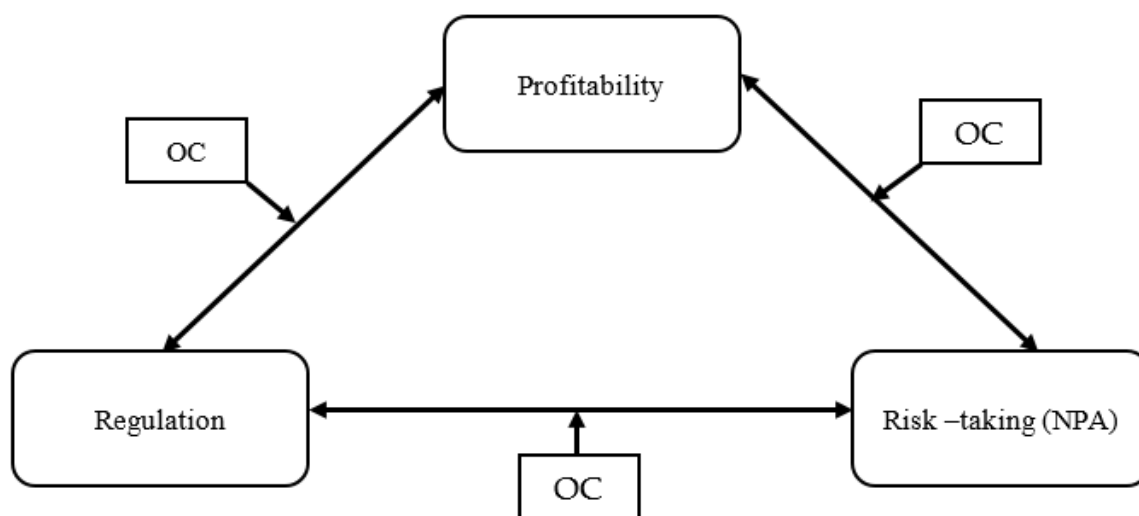 Profitability
OC
OC
Regulation
Risk –taking (NPA)
OC